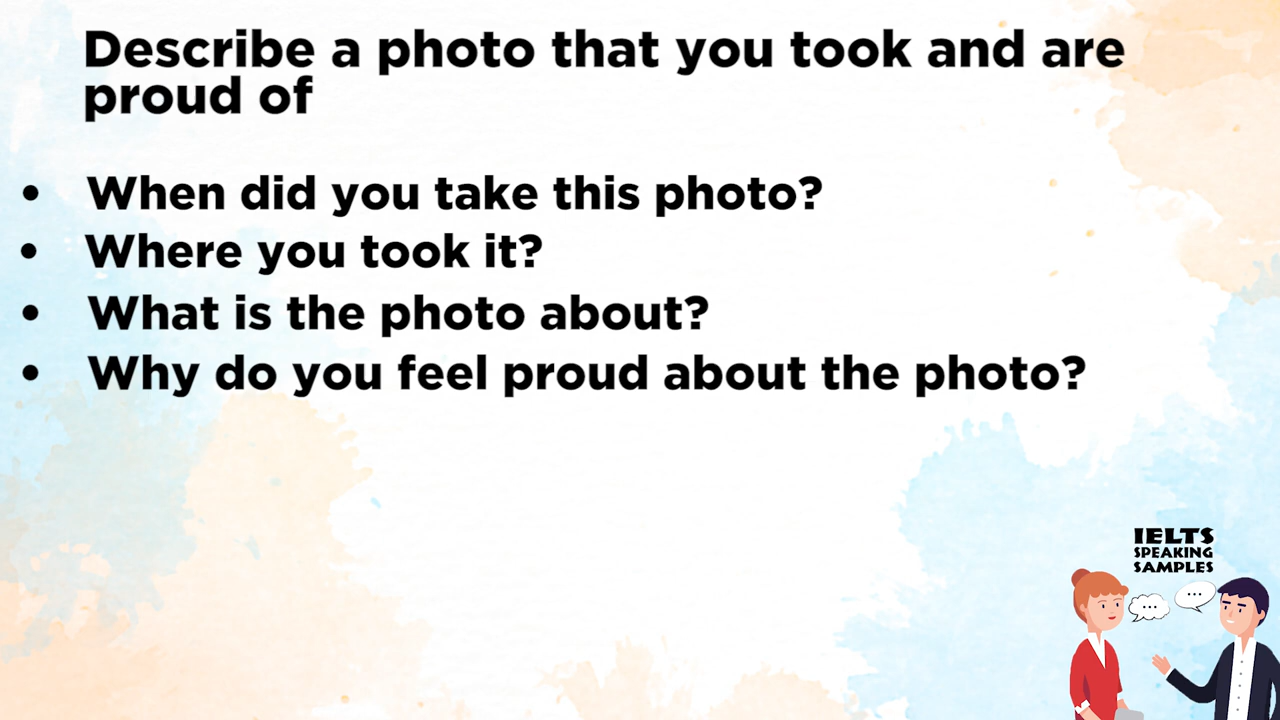 Describe a photo that you took and are
proud of
• When did you take this photo?
• Where you took it?
• What is the photo about?
• Why do you feel proud about the photo?
IELTS
SPEAKING
SAMPLES